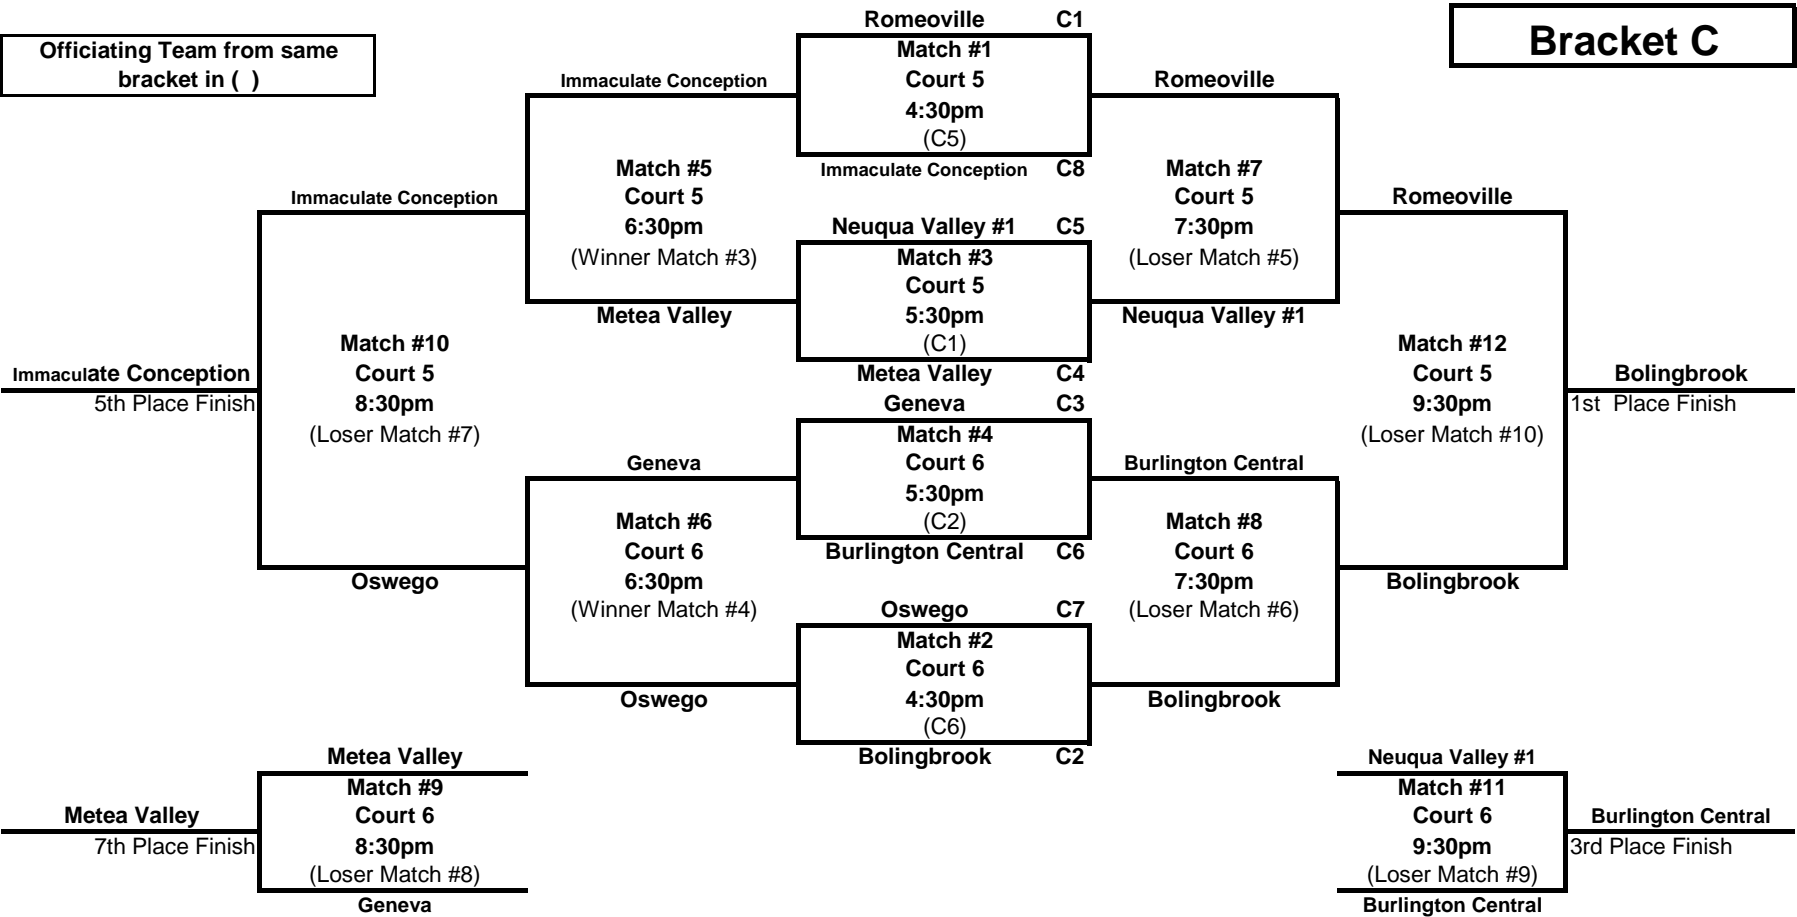 Romeoville C1
Bracket C
Officiating Team from same
bracket in ( )
Match #1
Court 5
4:30pm
(C5)
Immaculate Conception C8
Immaculate Conception
Romeoville
Match #5
Court 5
6:30pm
(Winner Match #3)
Match #7
Court 5
7:30pm
(Loser Match #5)
Immaculate Conception
Romeoville
Neuqua Valley #1 C5
Match #3
Court 5
5:30pm
(C1)
Metea Valley C4
Metea Valley
Neuqua Valley #1
Match #10
Court 5
8:30pm
(Loser Match #7)
Immaculate Conception
5th Place Finish
Match #12
Court 5
9:30pm
(Loser Match #10)
Bolingbrook
1st  Place Finish
Geneva C3
Match #4
Court 6
5:30pm
(C2)
Burlington Central C6
Geneva
Burlington Central
Match #6
Court 6
6:30pm
(Winner Match #4)
Match #8
Court 6
7:30pm
(Loser Match #6)
Oswego
Bolingbrook
Oswego C7
Match #2
Court 6
4:30pm
(C6)
Bolingbrook C2
Oswego
Bolingbrook
Metea Valley
Match #9
Court 6
8:30pm
(Loser Match #8)
Geneva
Metea Valley
7th Place Finish
Neuqua Valley #1
Match #11
Court 6
9:30pm
(Loser Match #9)
Burlington Central
Burlington Central
3rd Place Finish